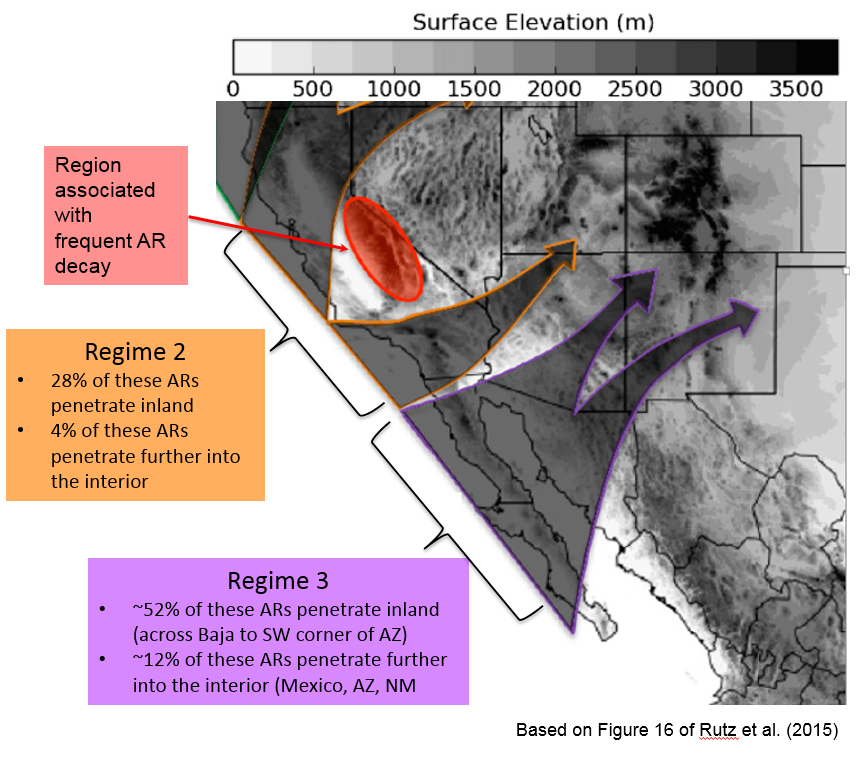 Surface Elevation (m)
0 500 1000 1500 2000 2500 3000 3500
Region
associated
with
frequent AR
decay
Regime 2
• 28% of these ARs
penetrate inland
• 4% of these ARs
penetrate further into
the interior
Regime 3
• ~52% of these ARs penetrate inland
(across Baja to SW corner of AZ)
• ~12% of these ARs penetrate further
into the interior (Mexico, AZ, NM
Based on Figure 16 of Rutz et al. (2015)